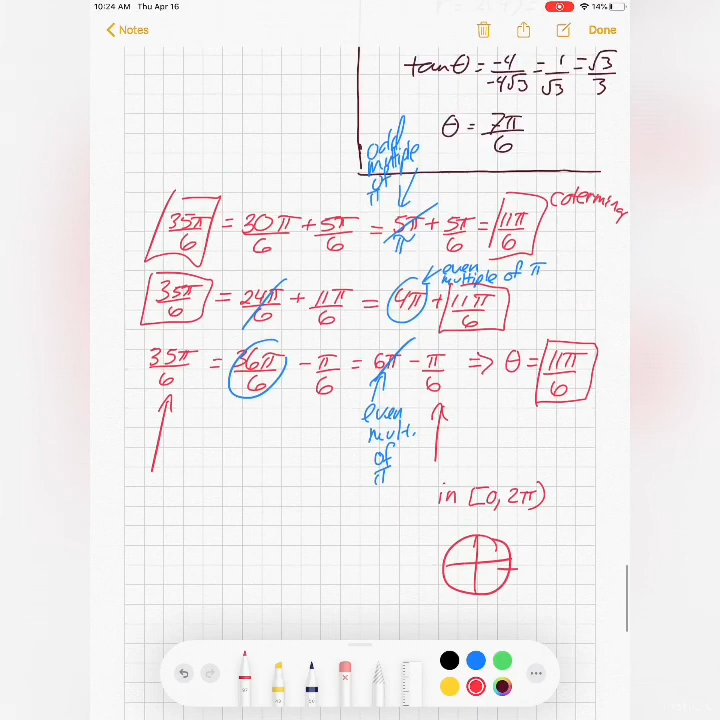 10:24 AM Thu Apr 16 14%
Notes Done
tanθ = -4/-4√3 = 1/√3 = √3/3
θ = 7π/6
odd
multiple
of
π
35π/6 = 30π/6 + 5π/6 = 5π + 5π/6 = 11π/6
π
even
multiple of π
35π/6 = 24π/6 + 11π/6 = 4π + 11π/6
35π/6 = 36π/6 - π/6 = 6π - π/6 ⇒ θ = 11π/6
even
mult.
of
π
in [0, 2π)